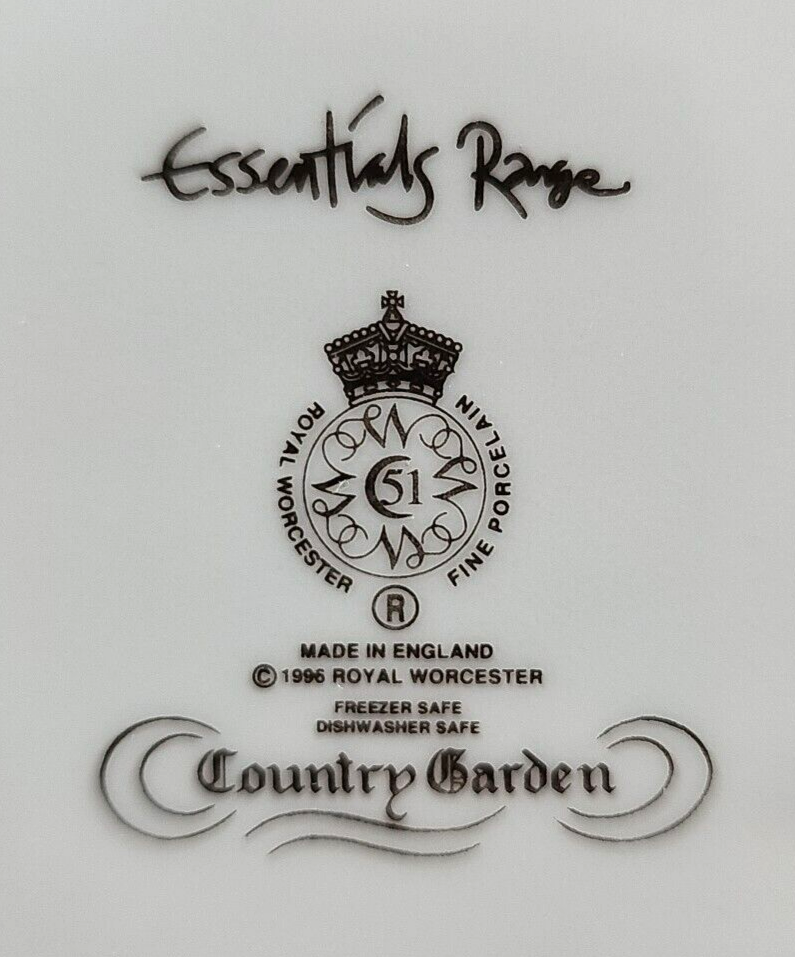 Essentials Range
ROYAL WORCESTER
FINE PORCELAIN
C 51
®
MADE IN ENGLAND
© 1996 ROYAL WORCESTER
FREEZER SAFE
DISHWASHER SAFE
Country Garden